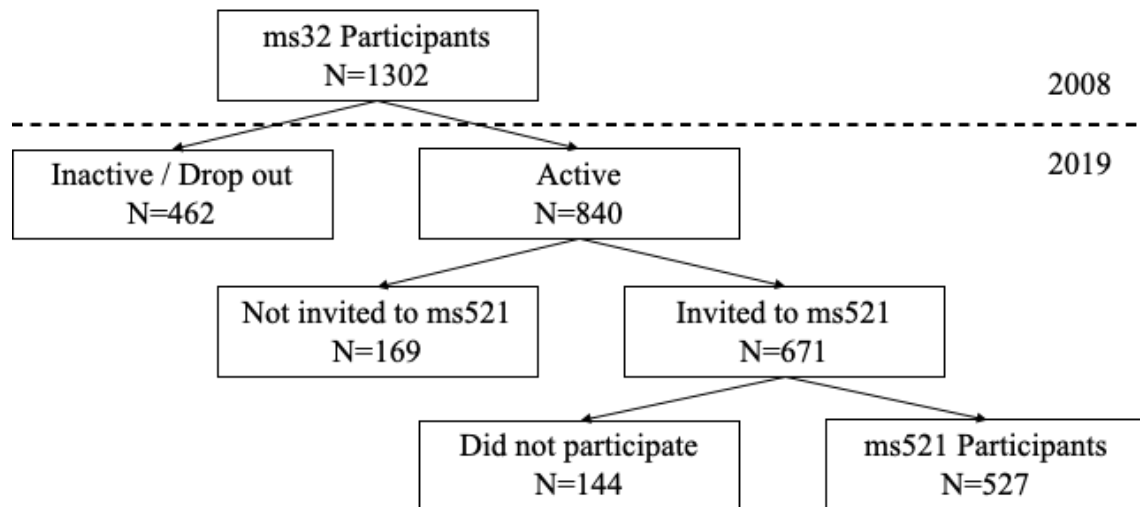 ms32 Participants
N=1302
2008
Inactive / Drop out
N=462
Active
N=840
2019
Not invited to ms521
N=169
Invited to ms521
N=671
Did not participate
N=144
ms521 Participants
N=527